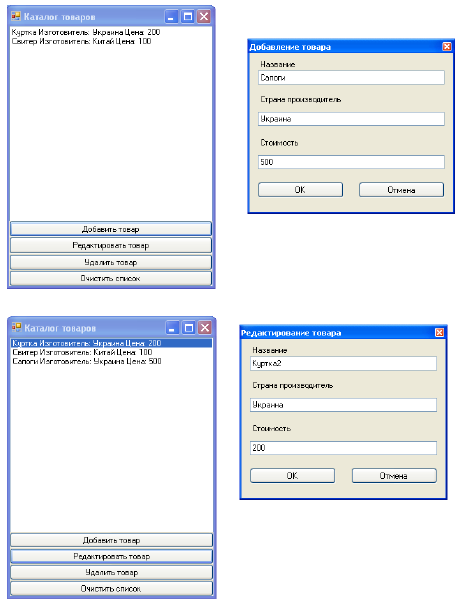 Каталог товаров
Куртка Изготовитель: Украина Цена: 200
Свитер Изготовитель: Китай Цена: 100
Добавить товар
Редактировать товар
Удалить товар
Очистить список
Добавление товара
Название
Сапоги
Страна производитель
Украина
Стоимость
500
ОК
Отмена
Каталог товаров
Куртка Изготовитель: Украина Цена: 200
Свитер Изготовитель: Китай Цена: 100
Сапоги Изготовитель: Украина Цена: 500
Добавить товар
Редактировать товар
Удалить товар
Очистить список
Редактирование товара
Название
Куртка2
Страна производитель
Украина
Стоимость
200
ОК
Отмена